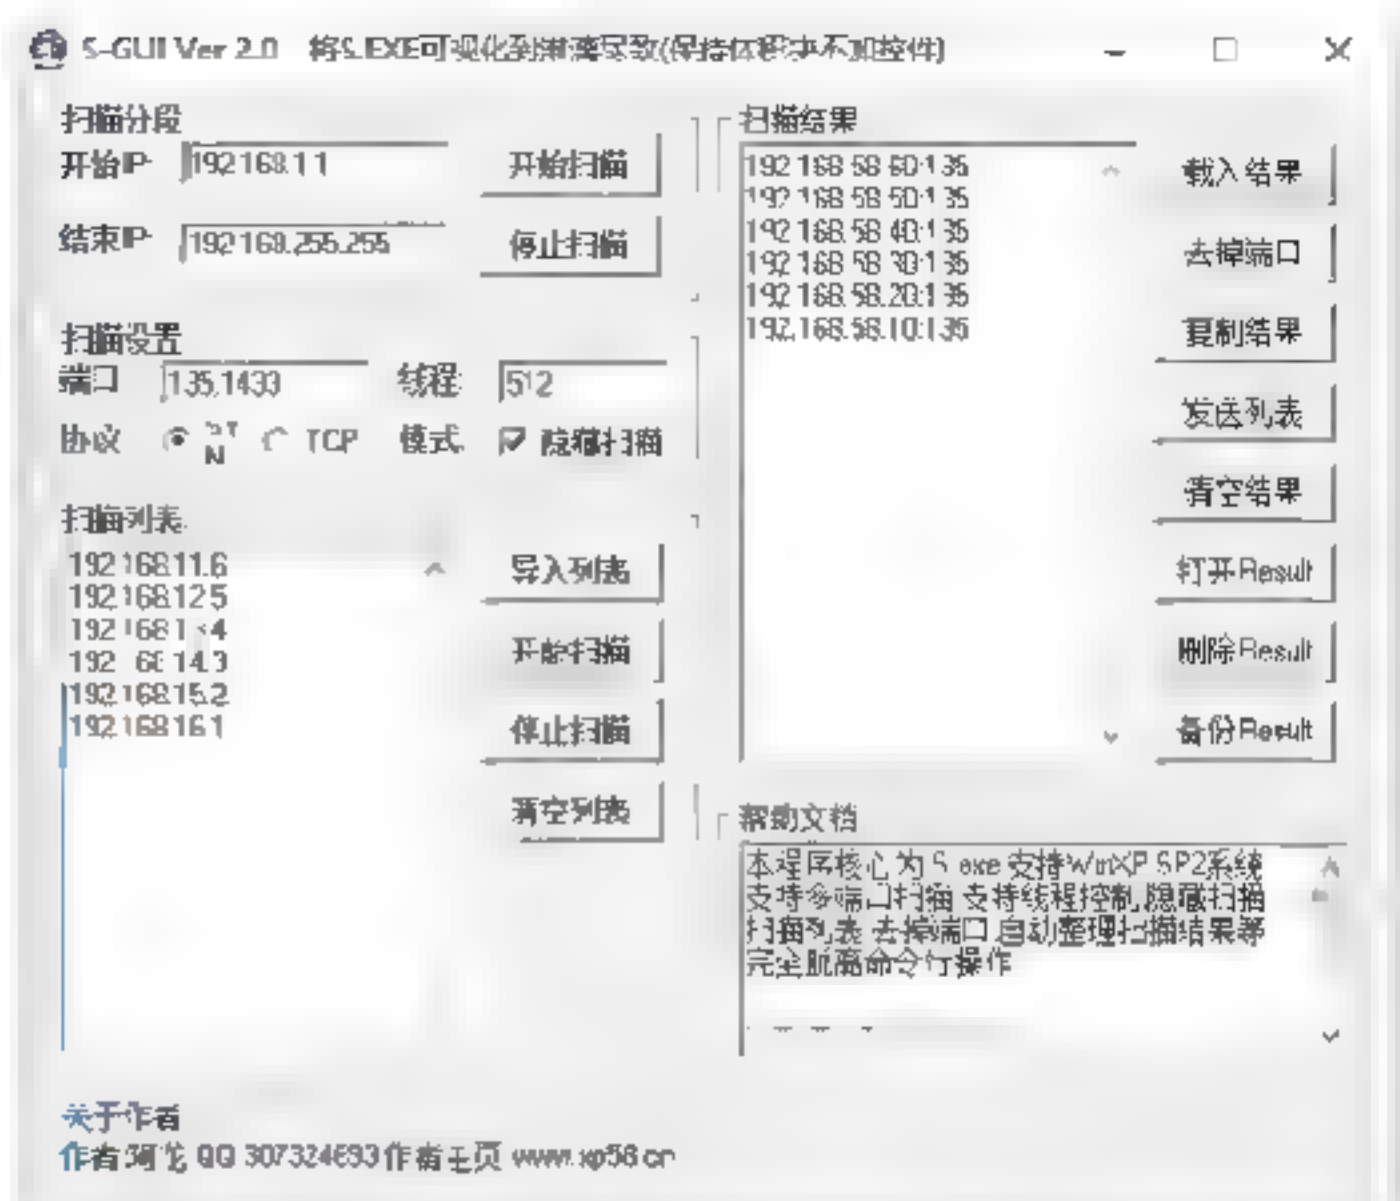 S-GUI Ver 2.0 将S.EXE可视化到
扫描分段
开始IP 192.168.1.1 开始扫描
结束IP 192.168.255.255 停止扫描
扫描设置
端口 135,1433 线程 512
协议 TCP 模式 隐藏扫描
扫描列表
192.168.11.6
192.168.12.5
192.168.14.3
192.168.15.2
192.168.16.1
导入列表
开始扫描
停止扫描
清空列表
扫描结果
192.168.58.60:135
192.168.58.50:135
192.168.58.40:135
192.168.58.30:135
192.168.58.20:135
192.168.58.10:135
载入结果
去掉端口
复制结果
发送列表
清空结果
打开Result
删除Result
备份Result
帮助文档
本程序核心为 S.exe 支持WinXP SP2系统
支持多端口扫描 支持线程控制 隐藏扫描
扫描列表 去掉端口 自动整理扫描结果等
完全脱离命令行操作
关于作者
作者 QQ 作者主页